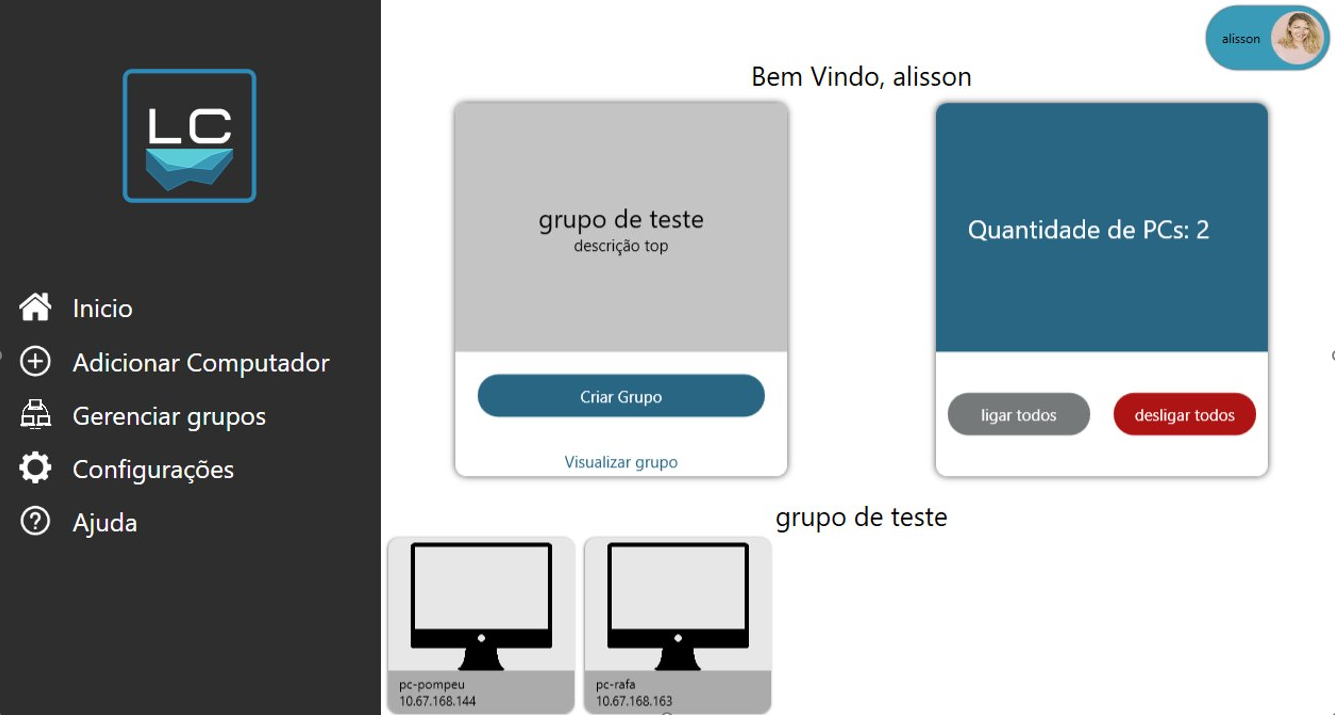 LC
Inicio
Adicionar Computador
Gerenciar grupos
Configurações
Ajuda
alisson
Bem Vindo, alisson
grupo de teste
descrição top
Criar Grupo
Visualizar grupo
Quantidade de PCs: 2
ligar todos
desligar todos
grupo de teste
pc-pompeu
10.67.168.144
pc-rafa
10.67.168.163